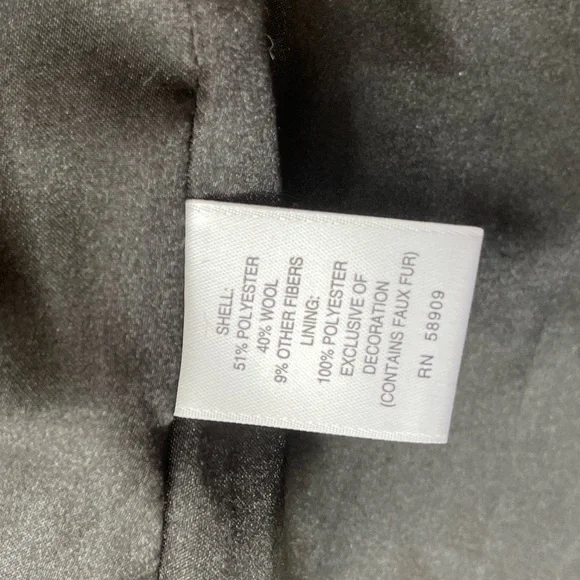 SHELL:
51% POLYESTER
40% WOOL
9% OTHER FIBERS
LINING:
100% POLYESTER
EXCLUSIVE OF
DECORATION
(CONTAINS FAUX FUR)
RN 58909